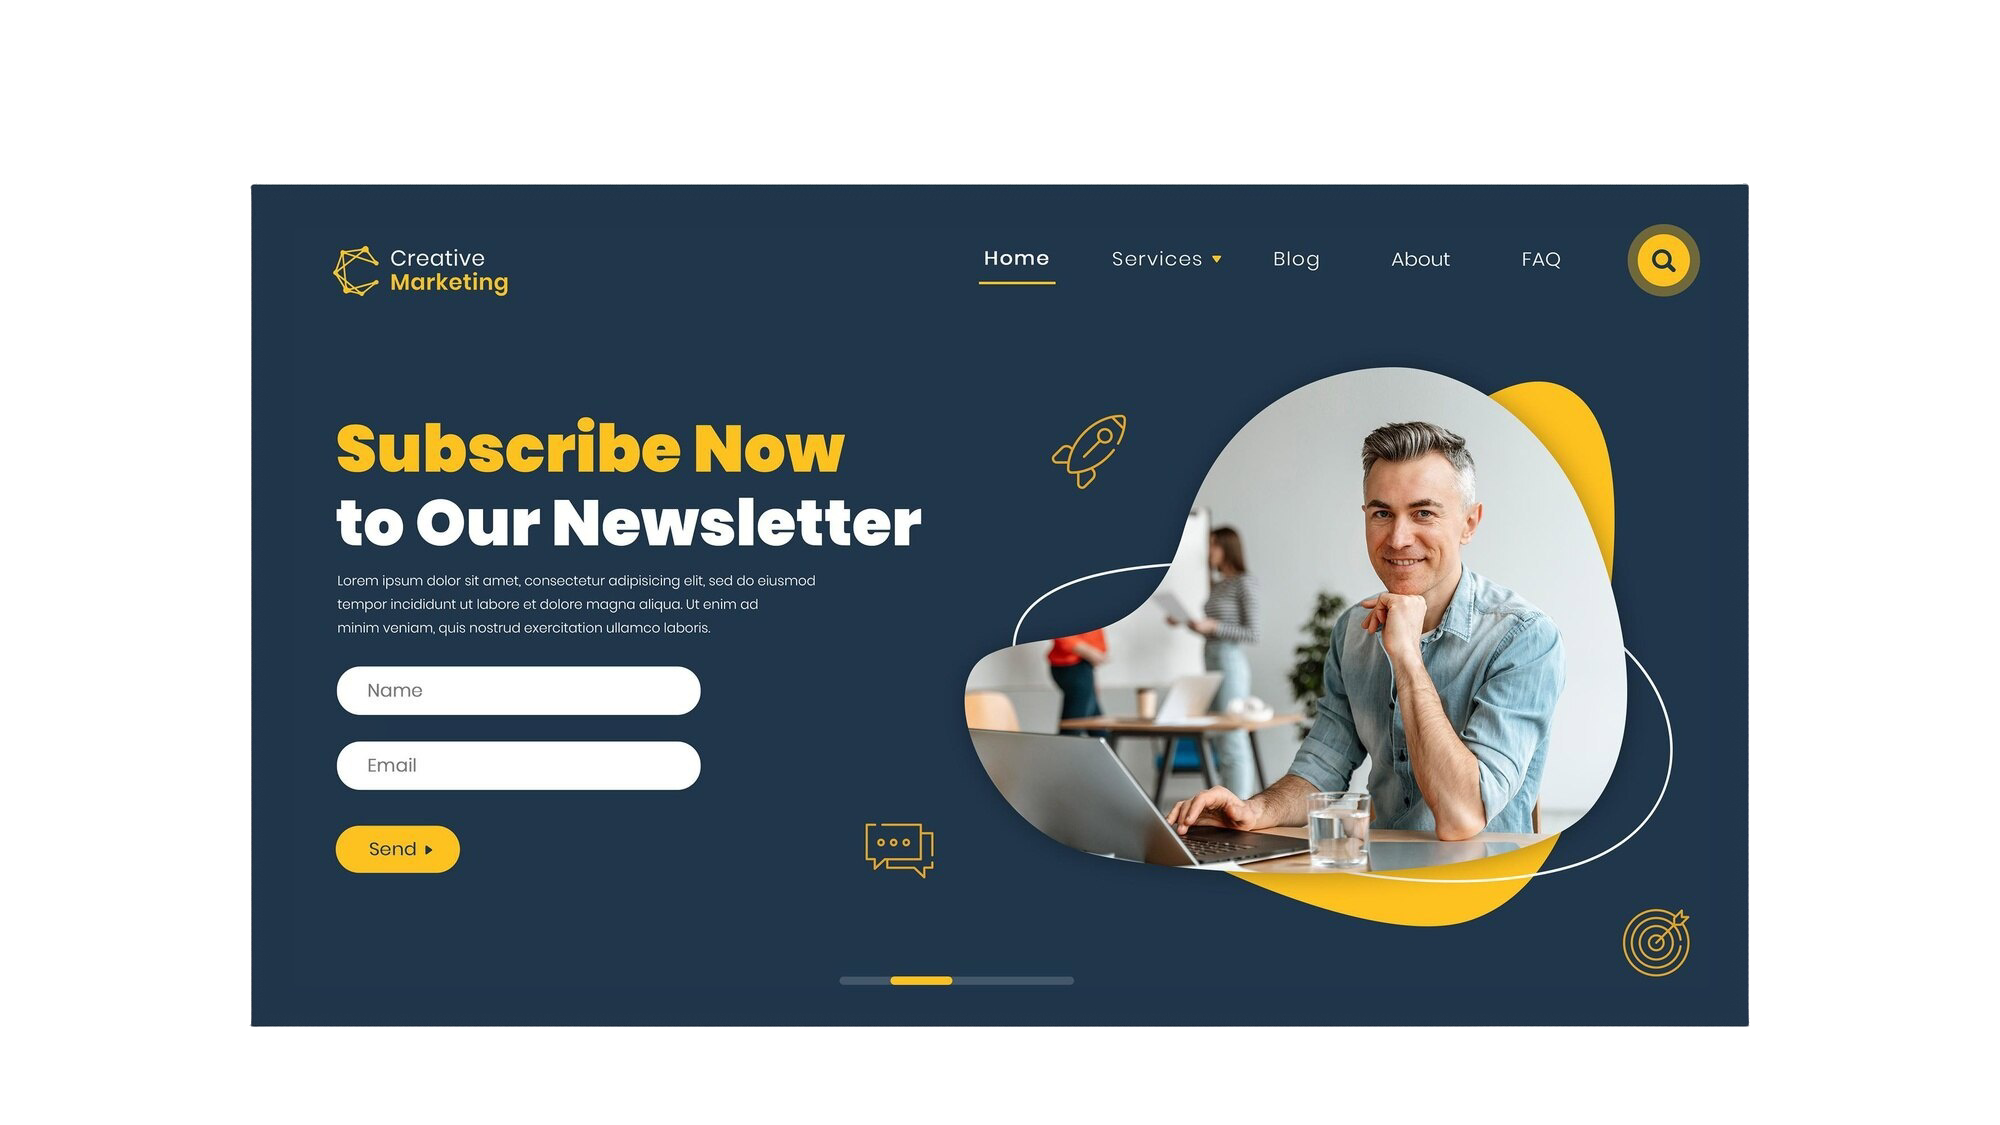 Creative
Marketing
Home Services Blog About FAQ
Subscribe Now
to Our Newsletter
Lorem ipsum dolor sit amet, consectetur adipisicing elit, sed do eiusmod
tempor incididunt ut labore et dolore magna aliqua. Ut enim ad
minim veniam, quis nostrud exercitation ullamco laboris.
Name
Email
Send